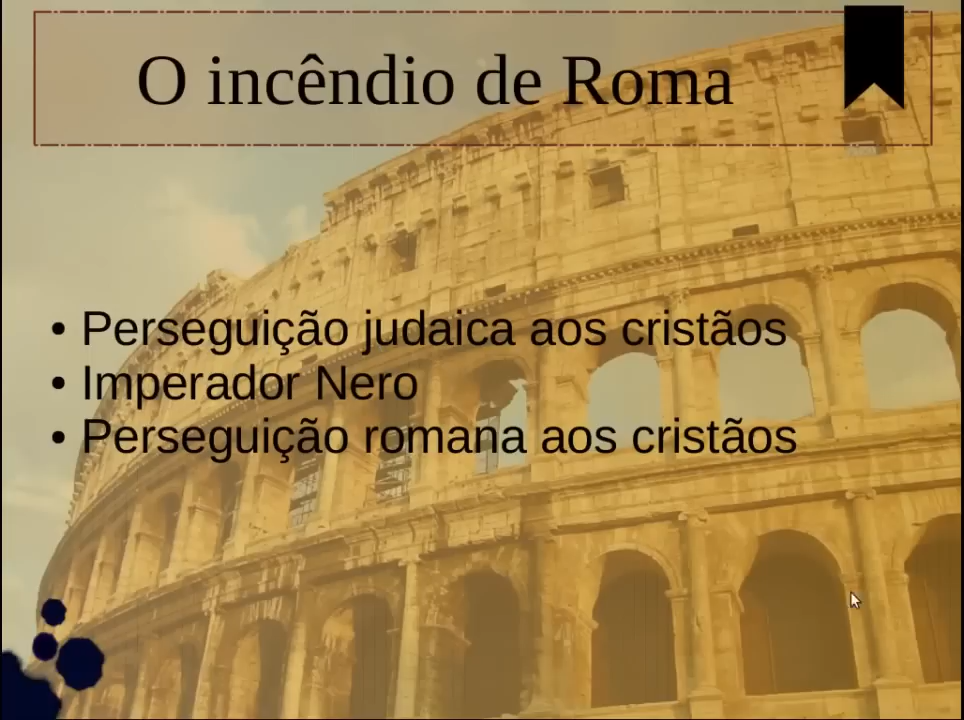 O incêndio de Roma
• Perseguição judaica aos cristãos
• Imperador Nero
• Perseguição romana aos cristãos